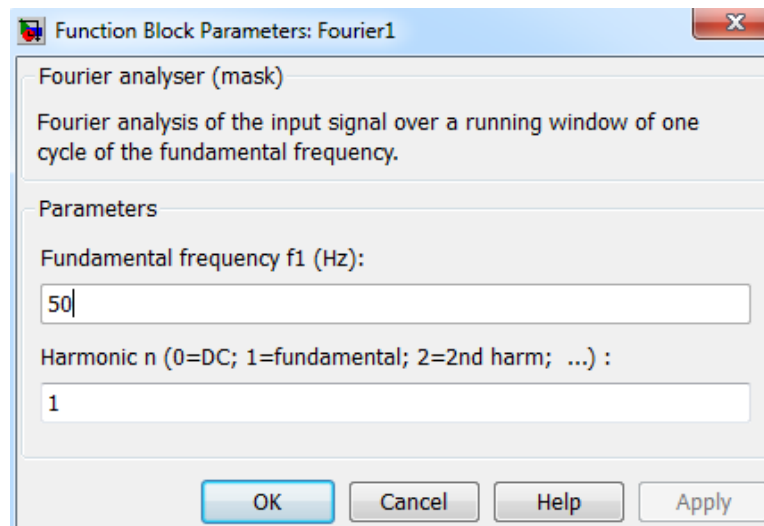 Function Block Parameters: Fourier1
Fourier analyser (mask)
Fourier analysis of the input signal over a running window of one
cycle of the fundamental frequency.
Parameters
Fundamental frequency f1 (Hz):
50
Harmonic n (0=DC; 1=fundamental; 2=2nd harm;  ...) :
1
OK Cancel Help Apply